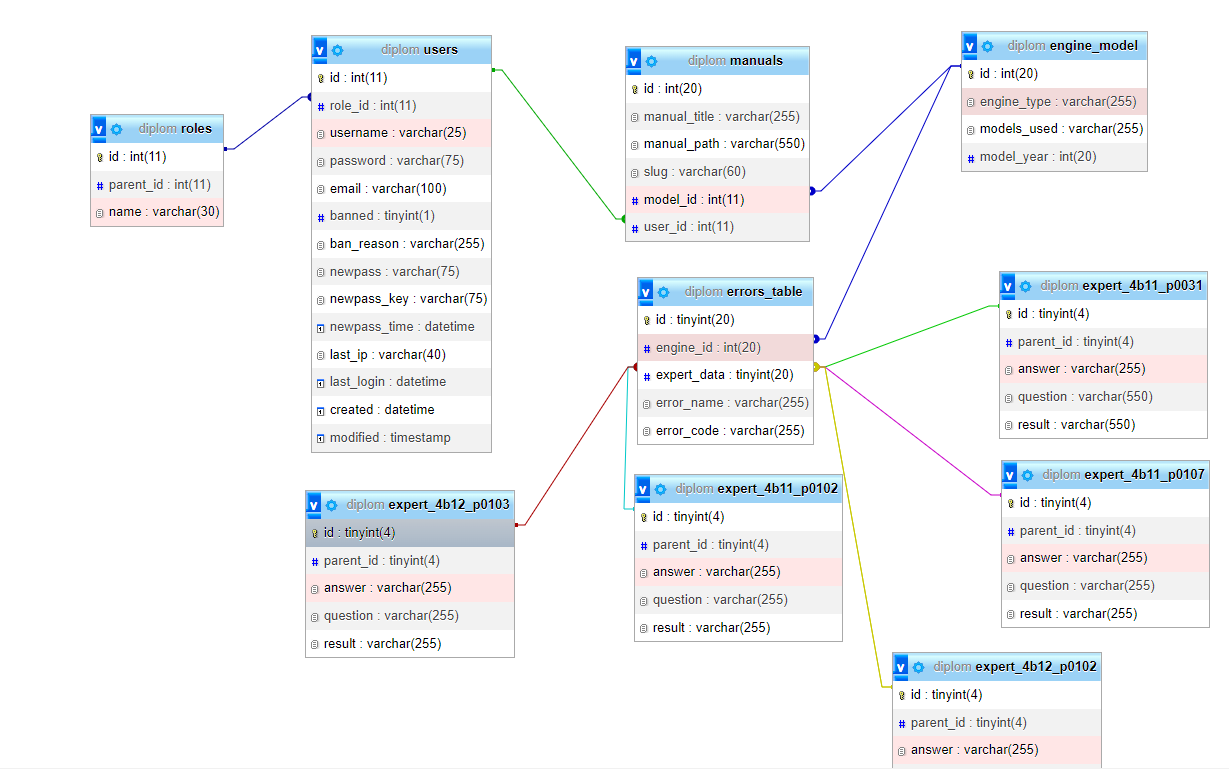 diplom roles
id : int(11)
parent_id : int(11)
name : varchar(30)
diplom users
id : int(11)
role_id : int(11)
username : varchar(25)
password : varchar(75)
email : varchar(100)
banned : tinyint(1)
ban_reason : varchar(255)
newpass : varchar(75)
newpass_key : varchar(75)
newpass_time : datetime
last_ip : varchar(40)
last_login : datetime
created : datetime
modified : timestamp
diplom manuals
id : int(20)
manual_title : varchar(255)
manual_path : varchar(550)
slug : varchar(60)
model_id : int(11)
user_id : int(11)
diplom engine_model
id : int(20)
engine_type : varchar(255)
models_used : varchar(255)
model_year : int(20)
diplom errors_table
id : tinyint(20)
engine_id : int(20)
expert_data : tinyint(20)
error_name : varchar(255)
error_code : varchar(255)
diplom expert_4b11_p0031
id : tinyint(4)
parent_id : tinyint(4)
answer : varchar(255)
question : varchar(550)
result : varchar(550)
diplom expert_4b12_p0103
id : tinyint(4)
parent_id : tinyint(4)
answer : varchar(255)
question : varchar(255)
result : varchar(255)
diplom expert_4b11_p0102
id : tinyint(4)
parent_id : tinyint(4)
answer : varchar(255)
question : varchar(255)
result : varchar(255)
diplom expert_4b11_p0107
id : tinyint(4)
parent_id : tinyint(4)
answer : varchar(255)
question : varchar(255)
result : varchar(255)
diplom expert_4b12_p0102
id : tinyint(4)
parent_id : tinyint(4)
answer : varchar(255)